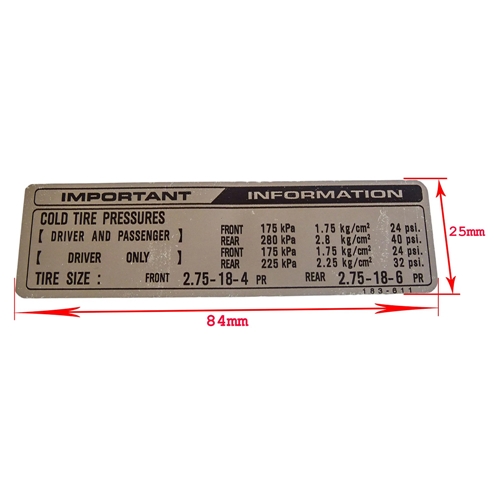 IMPORTANT INFORMATION
COLD TIRE PRESSURES
[ DRIVER AND PASSENGER ] FRONT 175 kPa 1.75 kg/cm² 24 psi.
REAR 280 kPa 2.8 kg/cm² 40 psi.
[ DRIVER ONLY ] FRONT 175 kPa 1.75 kg/cm² 24 psi.
REAR 225 kPa 2.25 kg/cm² 32 psi.
TIRE SIZE : FRONT 2.75-18-4 PR REAR 2.75-18-6 PR
183-611
25mm
84mm